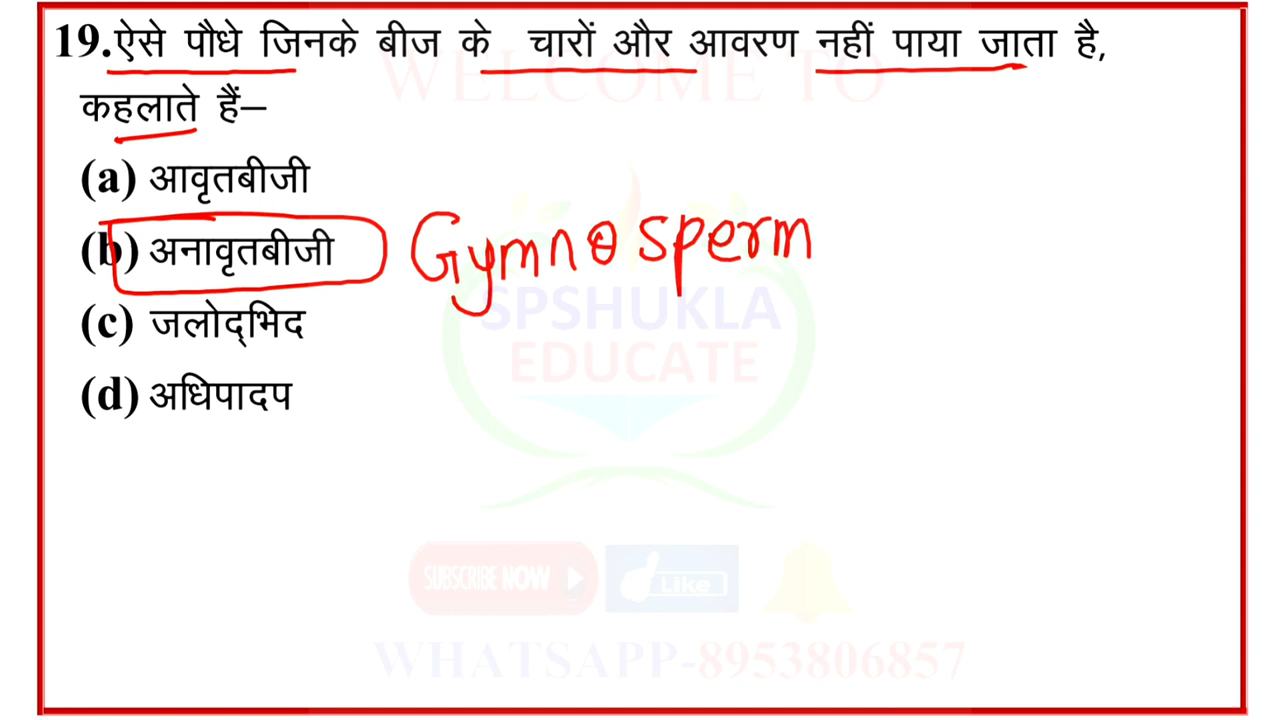 WELCOME TO
19.ऐसे पौधे जिनके बीज के चारों और आवरण नहीं पाया जाता है,
कहलाते हैं–
(a) आवृतबीजी
(b) अनावृतबीजी Gymnosperm
(c) जलोद्भिद
(d) अधिपादप
SPSHUKLA
EDUCATE
SUBSCRIBE NOW Like
WHATSAPP-8953806857